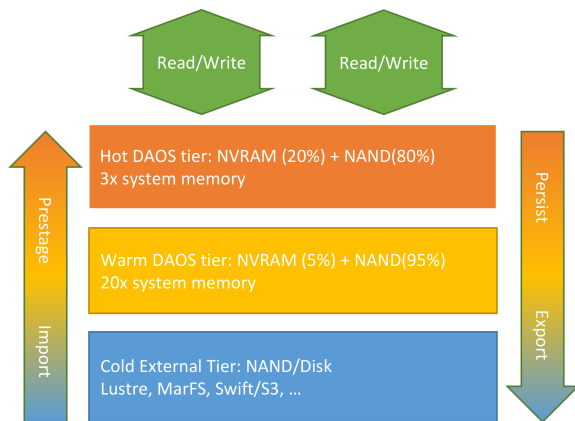 Read/Write
Read/Write
Hot DAOS tier: NVRAM (20%) + NAND(80%)
3x system memory
Warm DAOS tier: NVRAM (5%) + NAND(95%)
20x system memory
Cold External Tier: NAND/Disk
Lustre, MarFS, Swift/S3, ...
Prestage
Import
Persist
Export